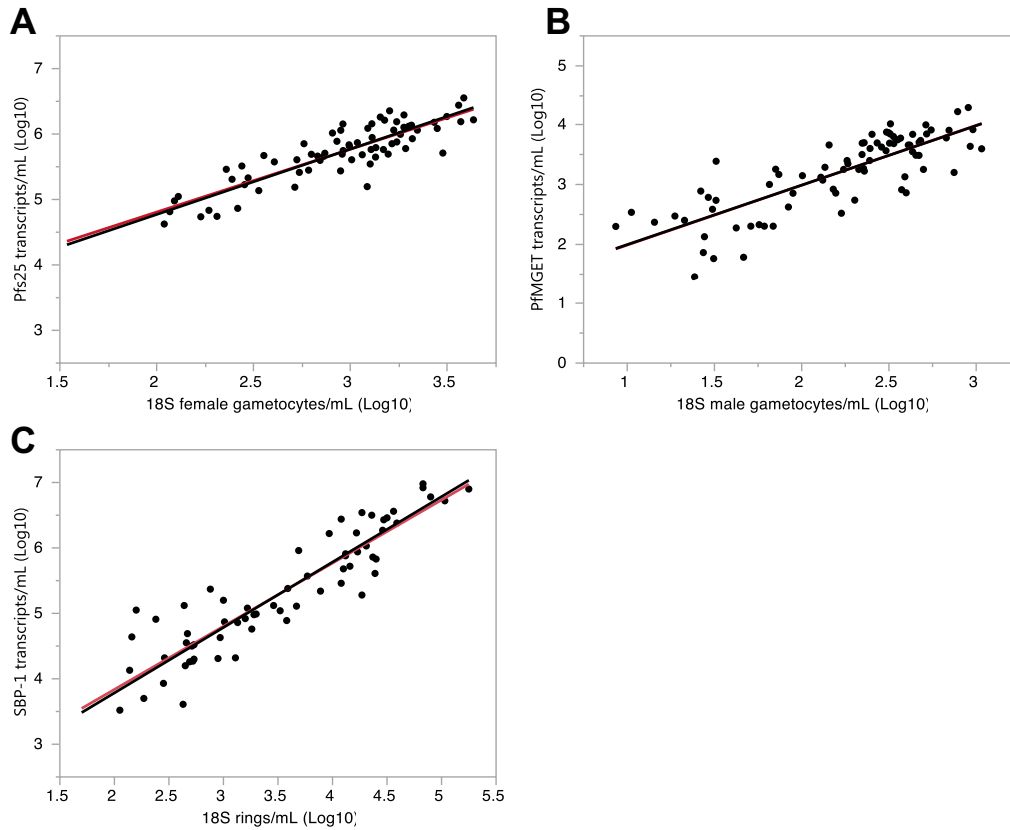 A
Pfs25 transcripts/mL (Log10)
7
6
5
4
3
1.5 2 2.5 3 3.5
18S female gametocytes/mL (Log10)
B
PfMGET transcripts/mL (Log10)
5
4
3
2
1
0
1 1.5 2 2.5 3
18S male gametocytes/mL (Log10)
C
SBP-1 transcripts/mL (Log10)
7
6
5
4
3
1.5 2 2.5 3 3.5 4 4.5 5 5.5
18S rings/mL (Log10)